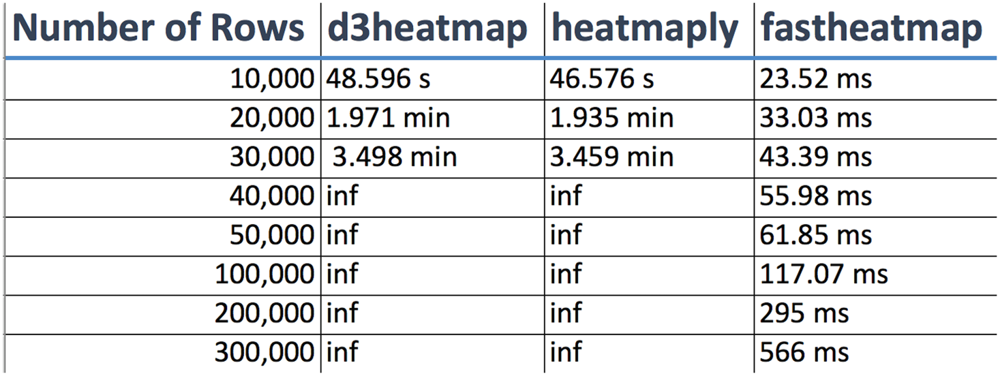 Number of Rows d3heatmap heatmaply fastheatmap
10,000 48.596 s 46.576 s 23.52 ms
20,000 1.971 min 1.935 min 33.03 ms
30,000 3.498 min 3.459 min 43.39 ms
40,000 inf inf 55.98 ms
50,000 inf inf 61.85 ms
100,000 inf inf 117.07 ms
200,000 inf inf 295 ms
300,000 inf inf 566 ms